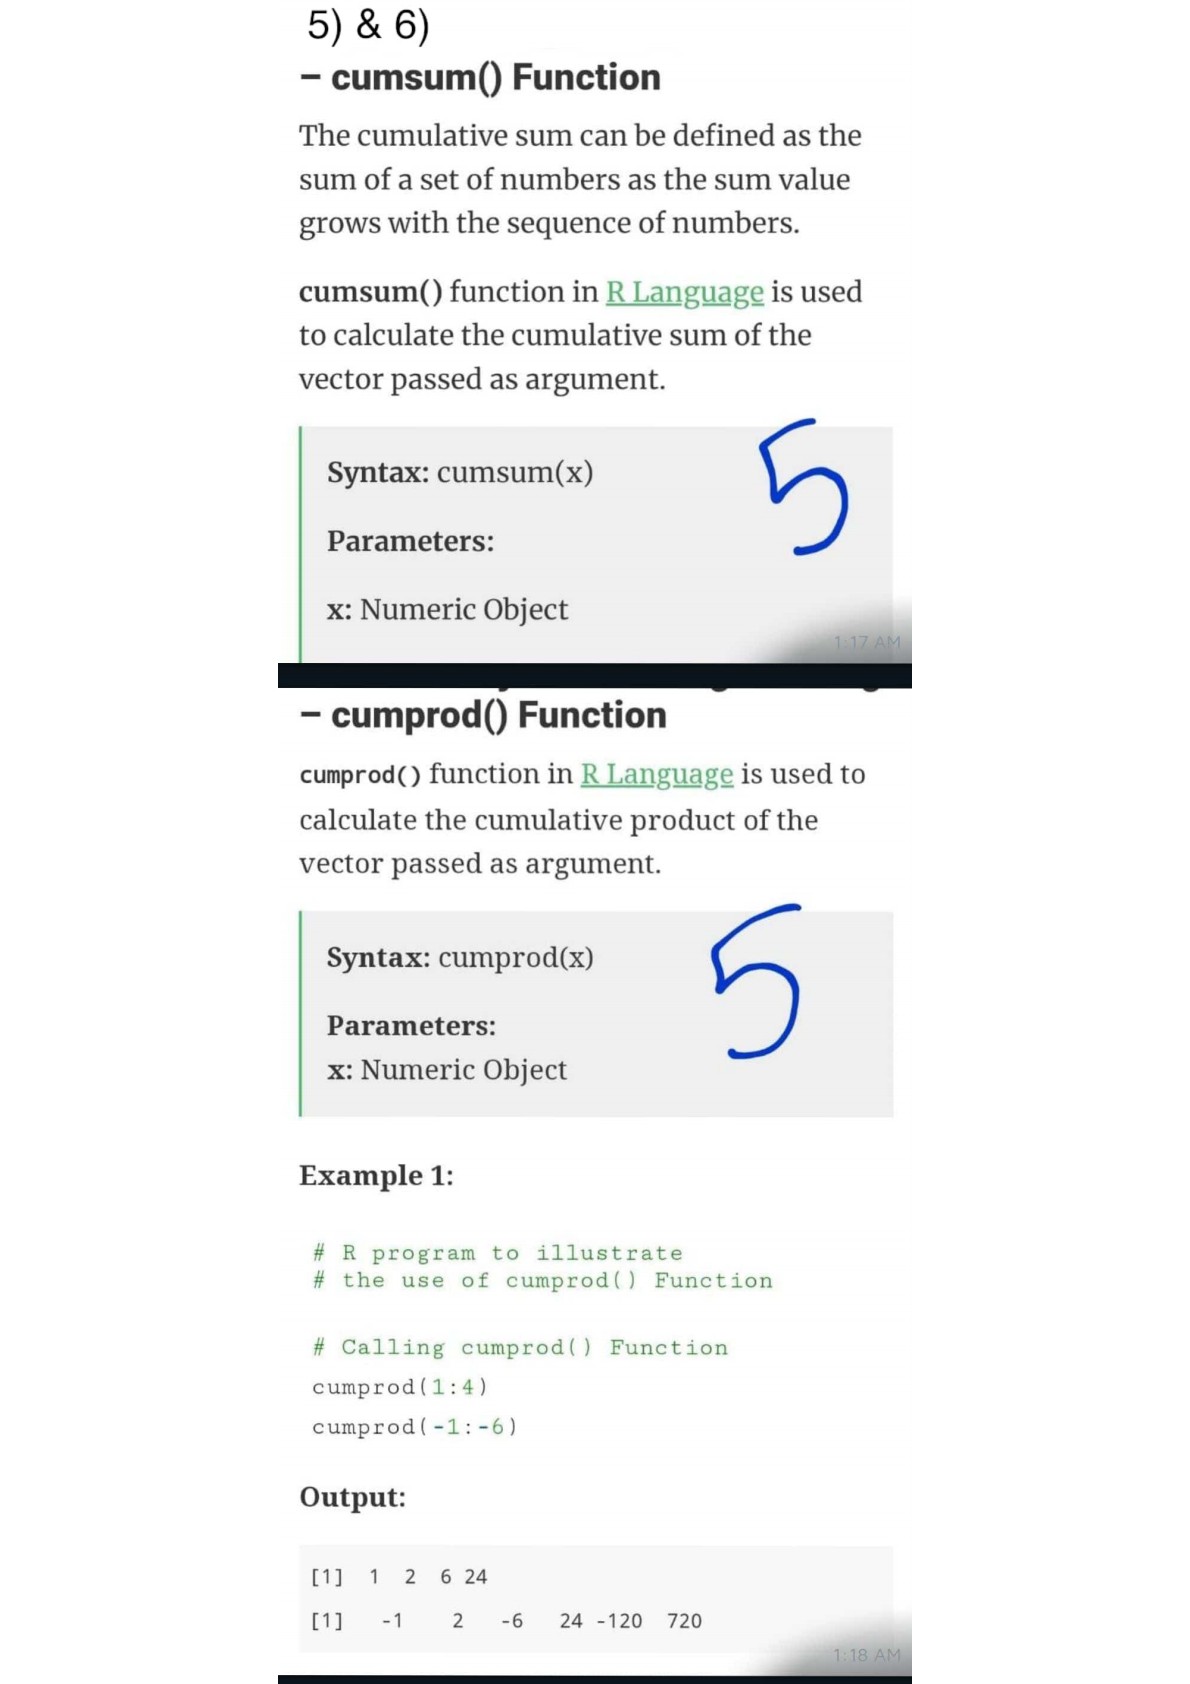 5) & 6)
– cumsum() Function
The cumulative sum can be defined as the
sum of a set of numbers as the sum value
grows with the sequence of numbers.
cumsum() function in R Language is used
to calculate the cumulative sum of the
vector passed as argument.
Syntax: cumsum(x)
5
Parameters:
x: Numeric Object
1:17 AM
– cumprod() Function
cumprod() function in R Language is used to
calculate the cumulative product of the
vector passed as argument.
Syntax: cumprod(x)
5
Parameters:
x: Numeric Object
Example 1:
# R program to illustrate
# the use of cumprod() Function
# Calling cumprod() Function
cumprod(1:4)
cumprod(-1:-6)
Output:
[1] 1 2 6 24
[1] -1 2 -6 24 -120 720
1:18 AM